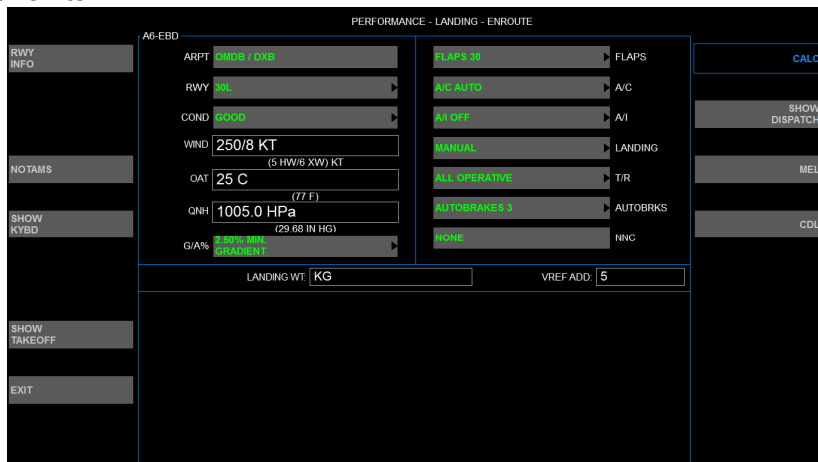 PERFORMANCE - LANDING - ENROUTE
A6-EBD
RWY
INFO
NOTAMS
SHOW
KYBD
SHOW
TAKEOFF
EXIT
ARPT OMDB / DXB
RWY 30L
COND GOOD
WIND 250/8 KT
(5 HW/6 XW) KT
OAT 25 C
(77 F)
QNH 1005.0 HPa
(29.68 IN HG)
G/A% 2.50% MIN.
GRADIENT
FLAPS 30 FLAPS
A/C AUTO A/C
A/I OFF A/I
MANUAL LANDING
ALL OPERATIVE T/R
AUTOBRAKES 3 AUTOBRKS
NONE NNC
LANDING WT: KG
VREF ADD: 5
CALC
SHOW
DISPATCH
MEL
CDL